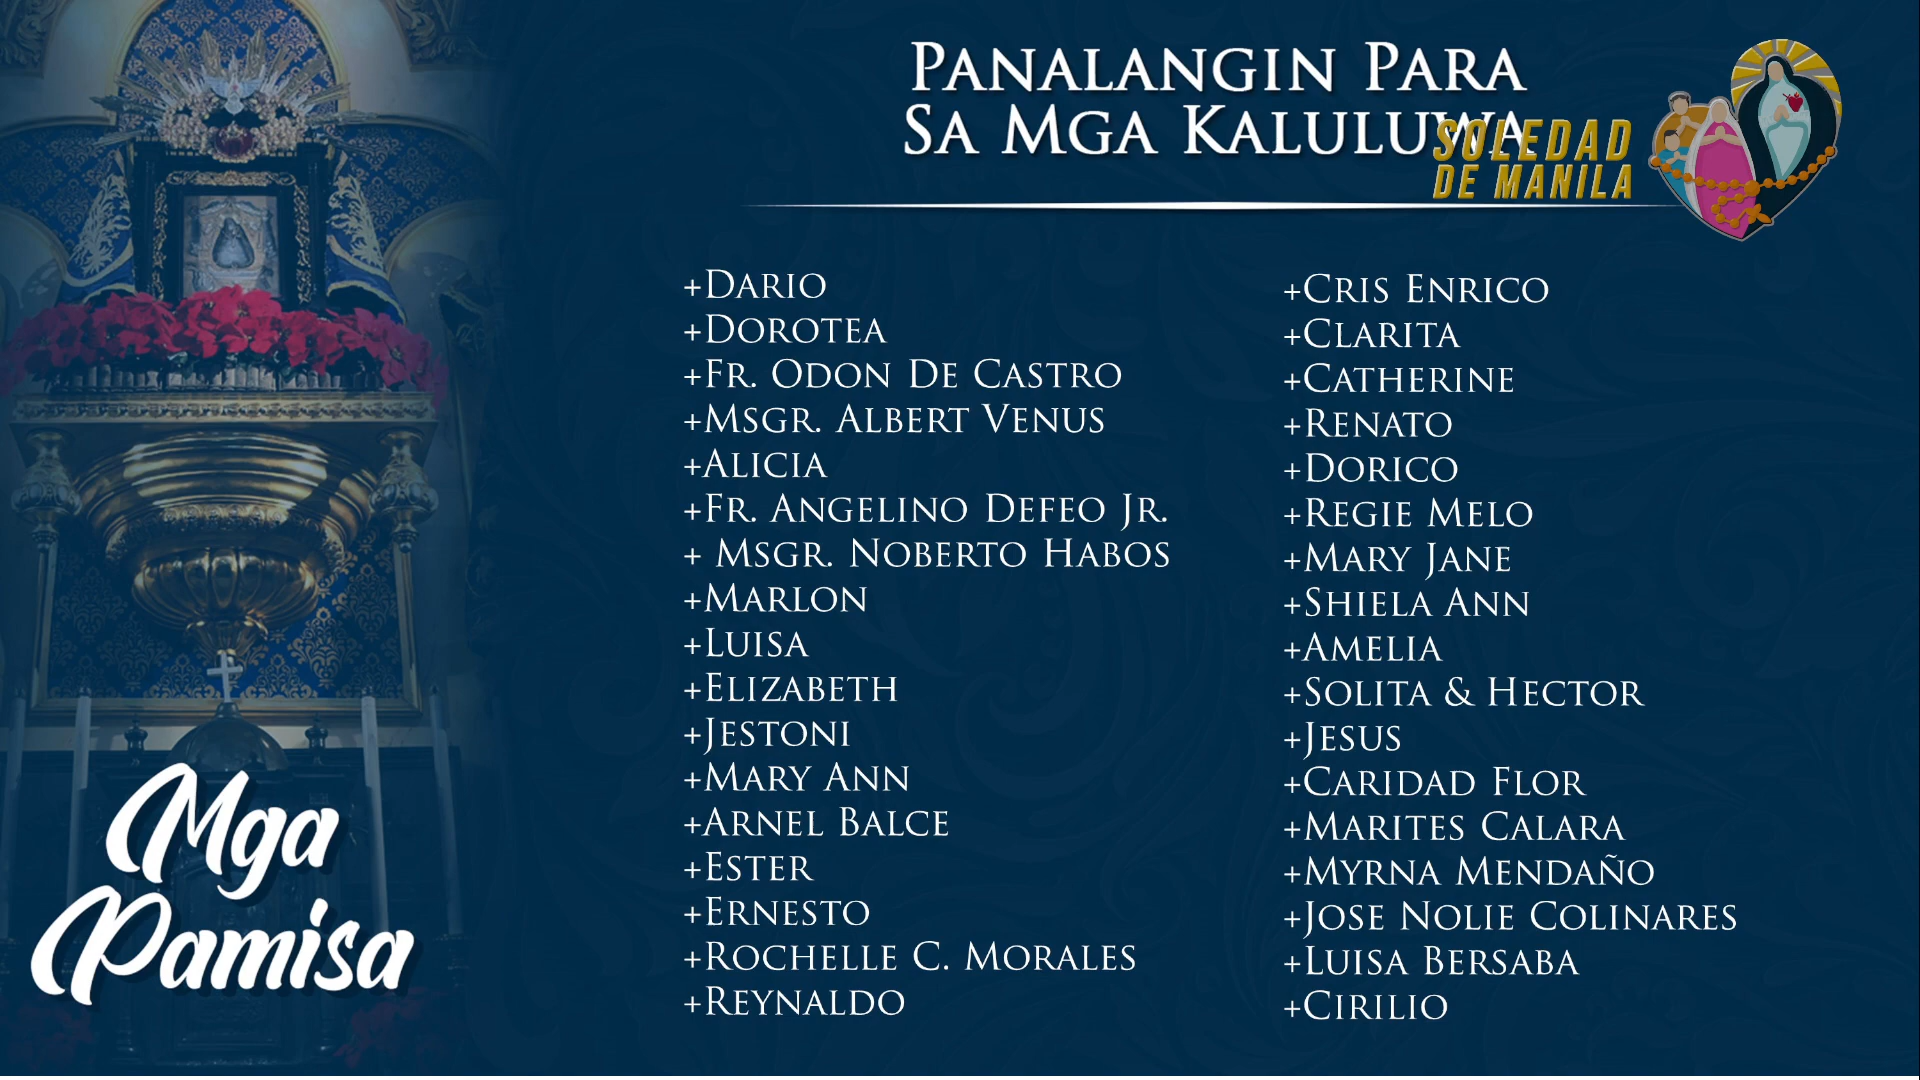 Panalangin Para
Sa Mga Kaluluwa
SOLEDAD
DE MANILA
+Dario
+Dorotea
+Fr. Odon De Castro
+Msgr. Albert Venus
+Alicia
+Fr. Angelino Defeo Jr.
+ Msgr. Noberto Habos
+Marlon
+Luisa
+Elizabeth
+Jestoni
+Mary Ann
+Arnel Balce
+Ester
+Ernesto
+Rochelle C. Morales
+Reynaldo
+Cris Enrico
+Clarita
+Catherine
+Renato
+Dorico
+Regie Melo
+Mary Jane
+Shiela Ann
+Amelia
+Solita & Hector
+Jesus
+Caridad Flor
+Marites Calara
+Myrna Mendaño
+Jose Nolie Colinares
+Luisa Bersaba
+Cirilio
Mga
Pamisa